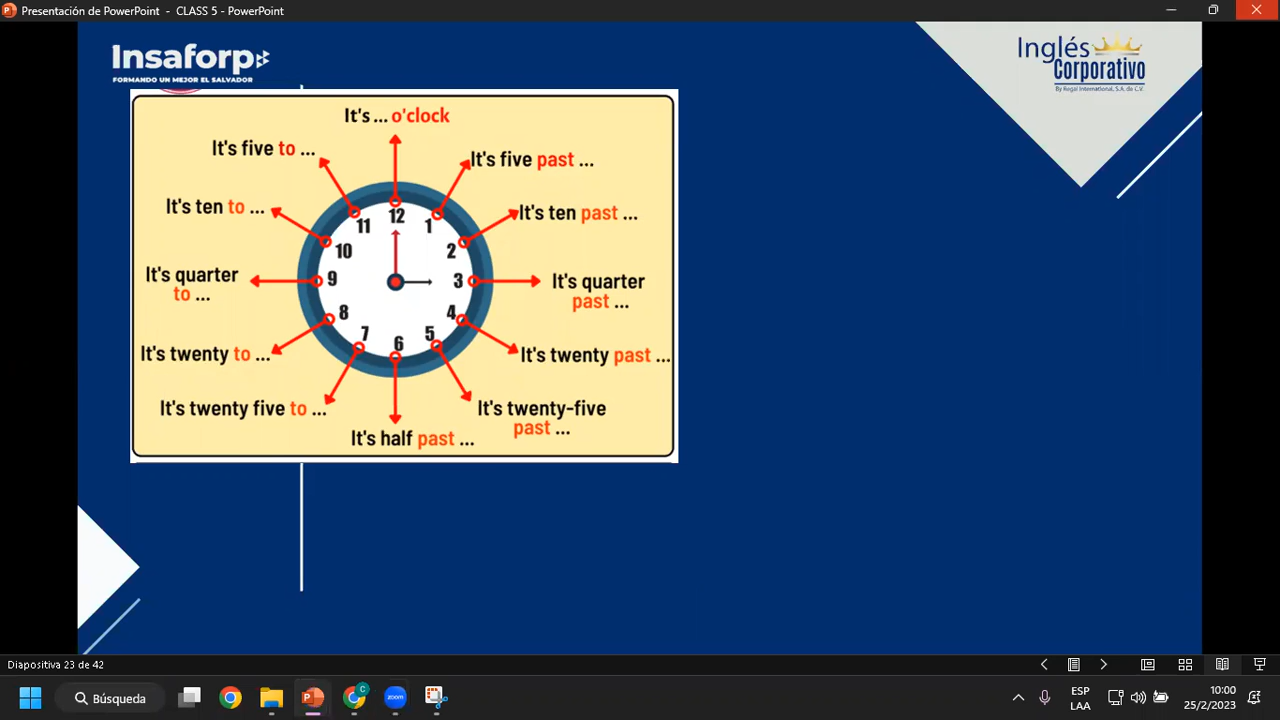 Presentación de PowerPoint - CLASS 5 - PowerPoint
Insaforp
FORMANDO UN MEJOR EL SALVADOR
Inglés
Corporativo
By Regal International, S.A. de C.V.
It's ... o'clock
It's five to ...
It's five past ...
It's ten to ...
It's ten past ...
It's quarter
to ...
It's quarter
past ...
It's twenty to ...
It's twenty past ...
It's twenty five to ...
It's twenty-five
past ...
It's half past ...
12
1
2
3
4
5
6
7
8
9
10
11
Diapositiva 23 de 42
Búsqueda
C
zoom
ESP
LAA
10:00
25/2/2023